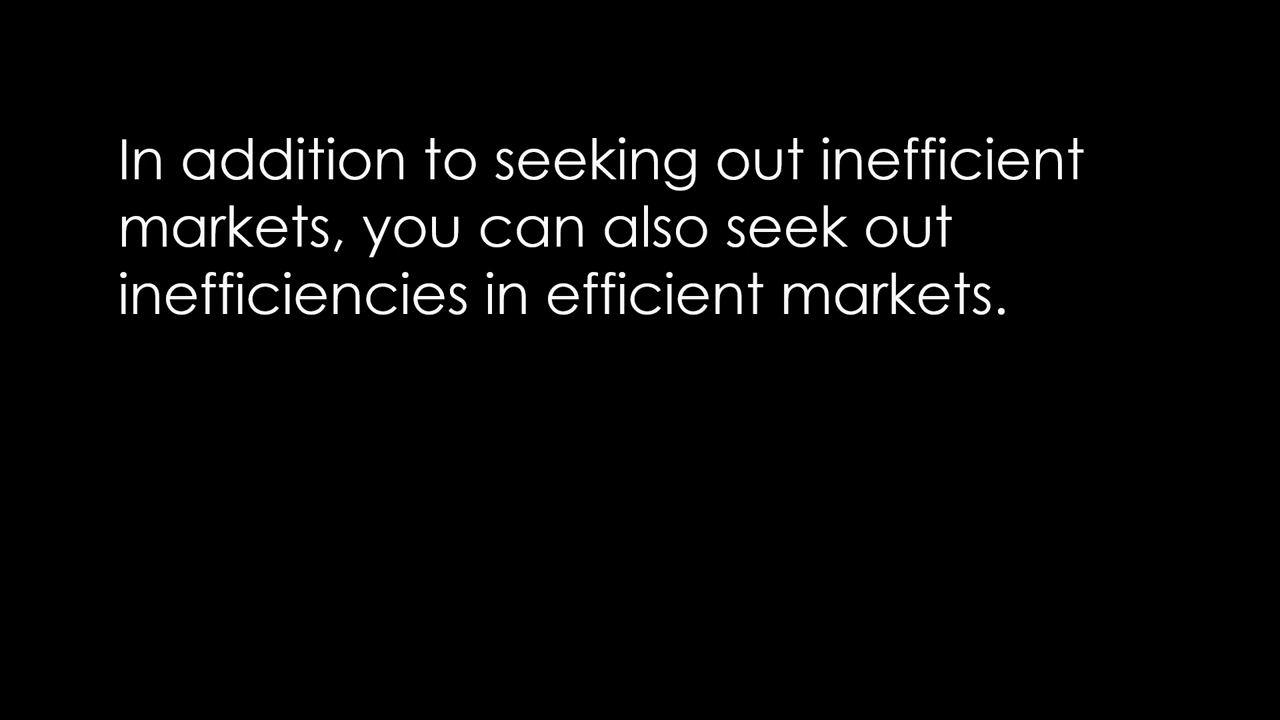 In addition to seeking out inefficient
markets, you can also seek out
inefficiencies in efficient markets.